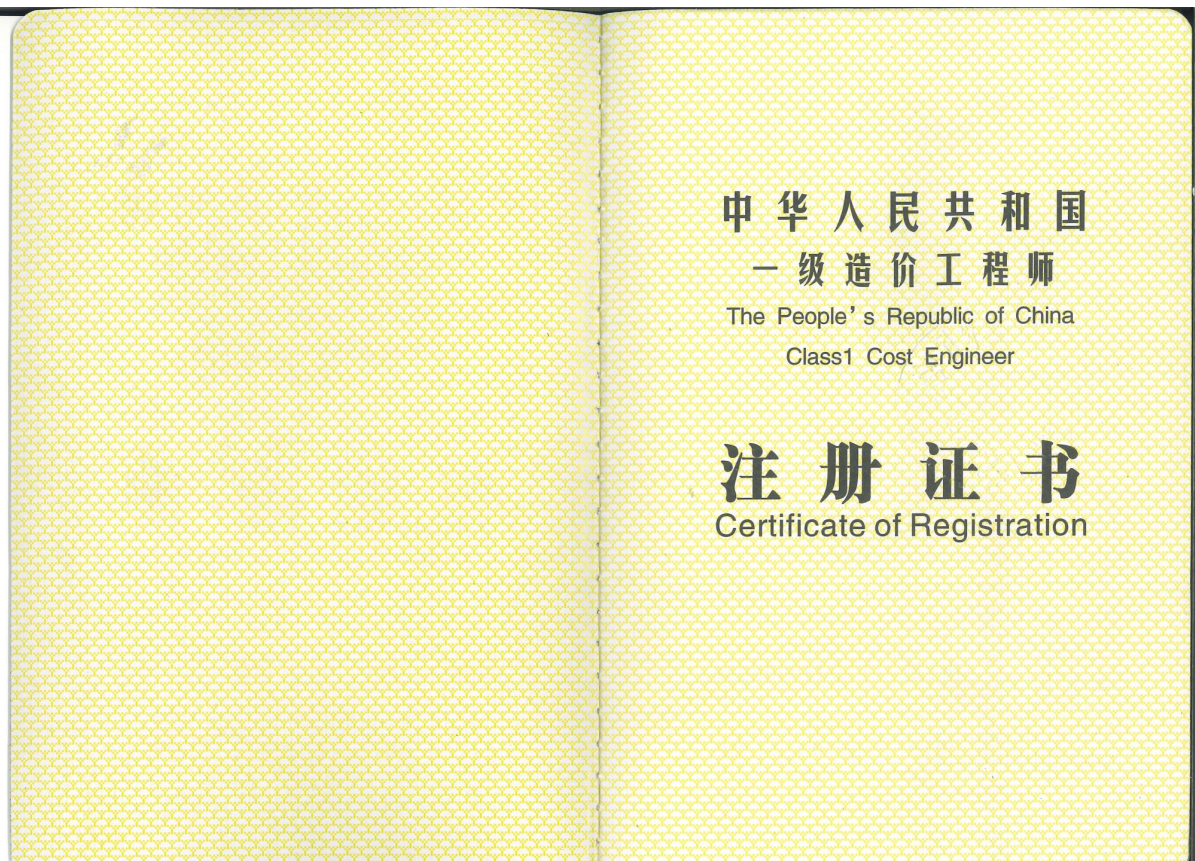 中华人民共和国
一级造价工程师
The People's Republic of China
Class1 Cost Engineer
注册证书
Certificate of Registration